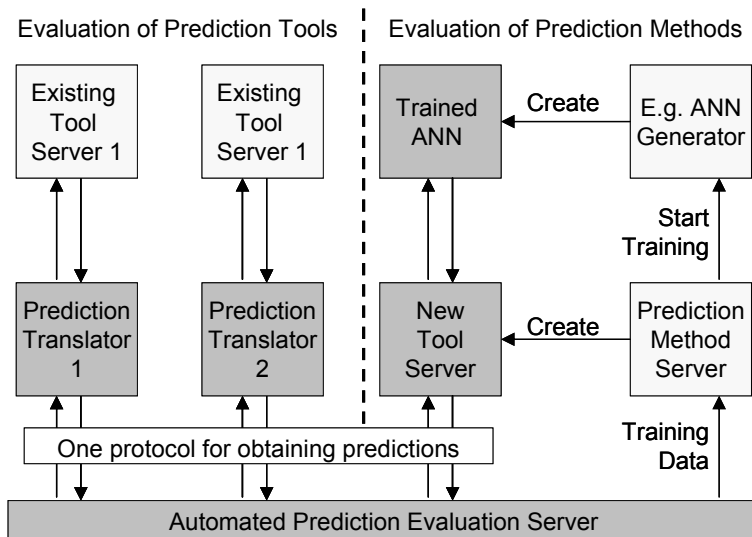 Evaluation of Prediction Tools
Evaluation of Prediction Methods
Existing
Tool
Server 1
Existing
Tool
Server 1
Trained
ANN
Create
E.g. ANN
Generator
Start
Training
Prediction
Translator
1
Prediction
Translator
2
New
Tool
Server
Create
Prediction
Method
Server
One protocol for obtaining predictions
Training
Data
Automated Prediction Evaluation Server